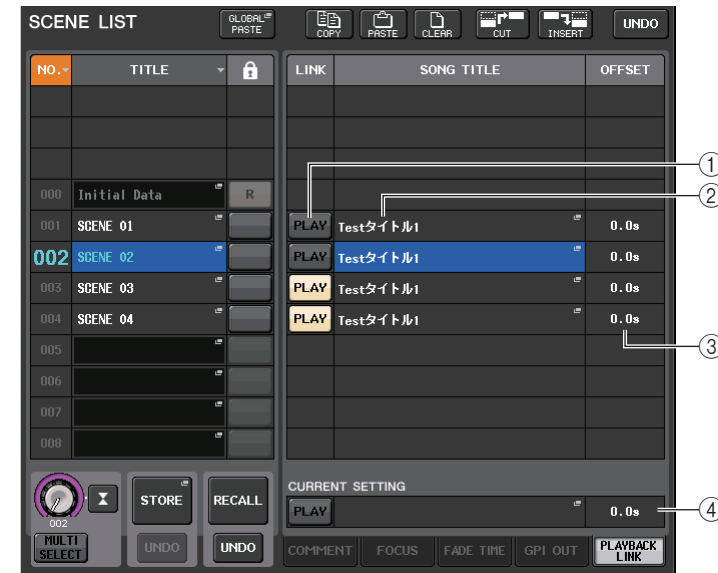 SCENE LIST GLOBAL PASTE COPY PASTE CLEAR CUT INSERT UNDO
NO. TITLE LINK SONG TITLE OFFSET
①
000 Initial Data R
②
001 SCENE 01 PLAY Testタイトル1 0.0s
002 SCENE 02 PLAY Testタイトル1 0.0s
003 SCENE 03 PLAY Testタイトル1 0.0s
004 SCENE 04 PLAY Testタイトル1 0.0s
005
③
006
007
008
CURRENT SETTING
STORE RECALL PLAY 0.0s
④
002
MULTI SELECT UNDO UNDO COMMENT FOCUS FADE TIME GPI OUT PLAYBACK LINK